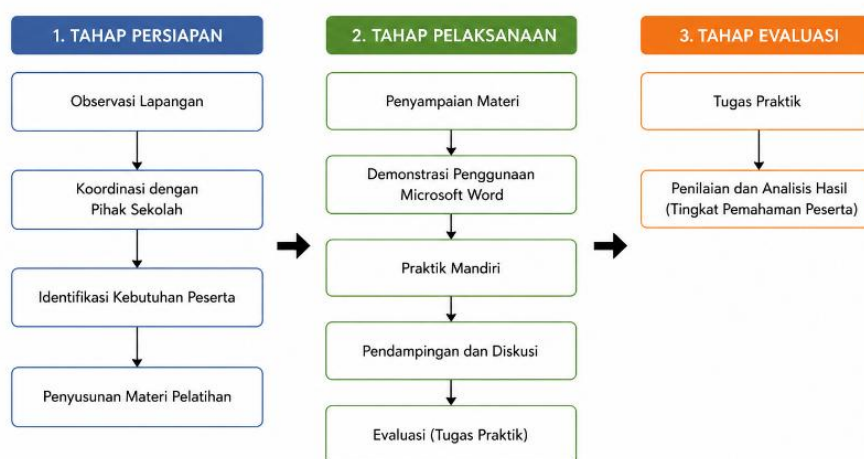 1. TAHAP PERSIAPAN
Observasi Lapangan
Koordinasi dengan
Pihak Sekolah
Identifikasi Kebutuhan Peserta
Penyusunan Materi Pelatihan
2. TAHAP PELAKSANAAN
Penyampaian Materi
Demonstrasi Penggunaan
Microsoft Word
Praktik Mandiri
Pendampingan dan Diskusi
Evaluasi (Tugas Praktik)
3. TAHAP EVALUASI
Tugas Praktik
Penilaian dan Analisis Hasil
(Tingkat Pemahaman Peserta)